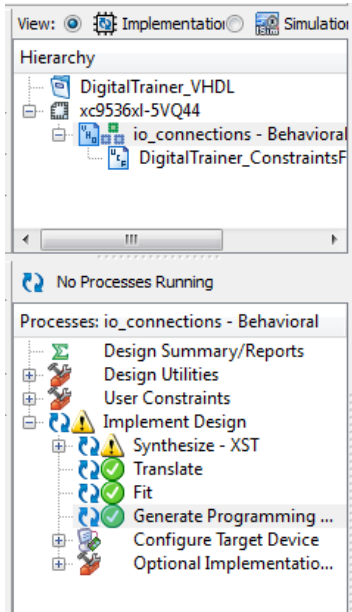 View: Implementation Simulation
Hierarchy
DigitalTrainer_VHDL
xc9536xl-5VQ44
io_connections - Behavioral
DigitalTrainer_ConstraintsF
No Processes Running
Processes: io_connections - Behavioral
Design Summary/Reports
Design Utilities
User Constraints
Implement Design
Synthesize - XST
Translate
Fit
Generate Programming ...
Configure Target Device
Optional Implementatio...